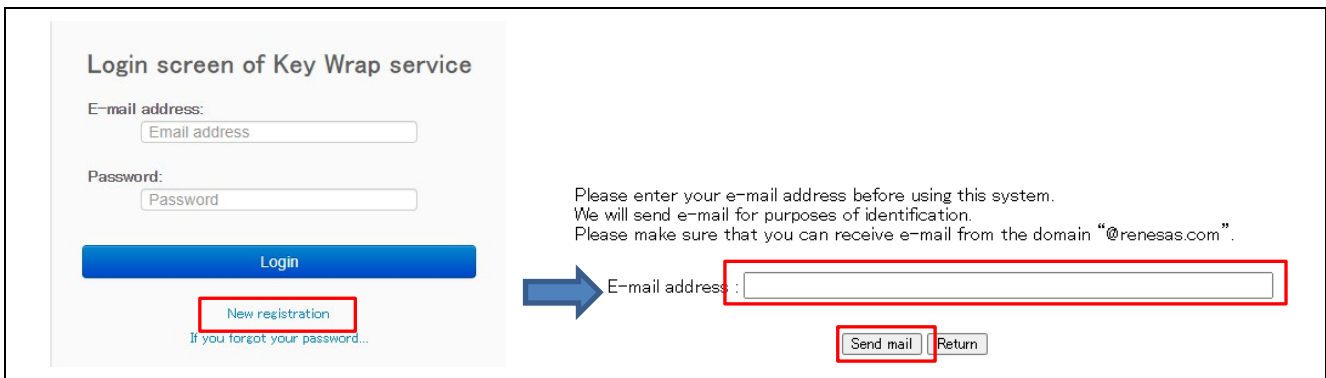 Login screen of Key Wrap service
E-mail address:
Email address
Password:
Password
Login
New registration
If you forgot your password...
Please enter your e-mail address before using this system.
We will send e-mail for purposes of identification.
Please make sure that you can receive e-mail from the domain “@renesas.com”.
E-mail address :
Send mail Return